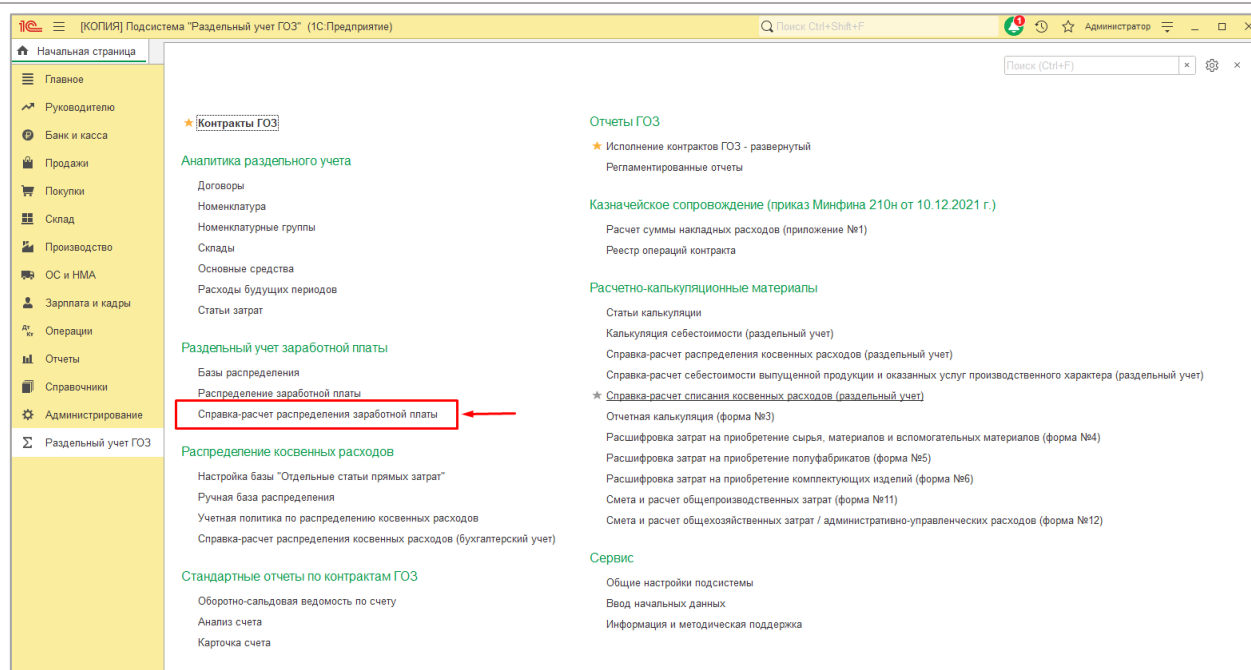 [КОПИЯ] Подсистема "Раздельный учет ГОЗ" (1С:Предприятие)
Поиск Ctrl+Shift+F
1
Администратор
Начальная страница
Поиск (Ctrl+F)
Главное
Руководителю
Банк и касса
Продажи
Покупки
Склад
Производство
ОС и НМА
Зарплата и кадры
Дт Кт Операции
Отчеты
Справочники
Администрирование
Раздельный учет ГОЗ
Контракты ГОЗ
Аналитика раздельного учета
Договоры
Номенклатура
Номенклатурные группы
Склады
Основные средства
Расходы будущих периодов
Статьи затрат
Раздельный учет заработной платы
Базы распределения
Распределение заработной платы
Справка-расчет распределения заработной платы
Распределение косвенных расходов
Настройка базы "Отдельные статьи прямых затрат"
Ручная база распределения
Учетная политика по распределению косвенных расходов
Справка-расчет распределения косвенных расходов (бухгалтерский учет)
Стандартные отчеты по контрактам ГОЗ
Оборотно-сальдовая ведомость по счету
Анализ счета
Карточка счета
Отчеты ГОЗ
Исполнение контрактов ГОЗ - развернутый
Регламентированные отчеты
Казначейское сопровождение (приказ Минфина 210н от 10.12.2021 г.)
Расчет суммы накладных расходов (приложение №1)
Реестр операций контракта
Расчетно-калькуляционные материалы
Статьи калькуляции
Калькуляция себестоимости (раздельный учет)
Справка-расчет распределения косвенных расходов (раздельный учет)
Справка-расчет себестоимости выпущенной продукции и оказанных услуг производственного характера (раздельный учет)
Справка-расчет списания косвенных расходов (раздельный учет)
Отчетная калькуляция (форма №3)
Расшифровка затрат на приобретение сырья, материалов и вспомогательных материалов (форма №4)
Расшифровка затрат на приобретение полуфабрикатов (форма №5)
Расшифровка затрат на приобретение комплектующих изделий (форма №6)
Смета и расчет общепроизводственных затрат (форма №11)
Смета и расчет общехозяйственных затрат / административно-управленческих расходов (форма №12)
Сервис
Общие настройки подсистемы
Ввод начальных данных
Информация и методическая поддержка